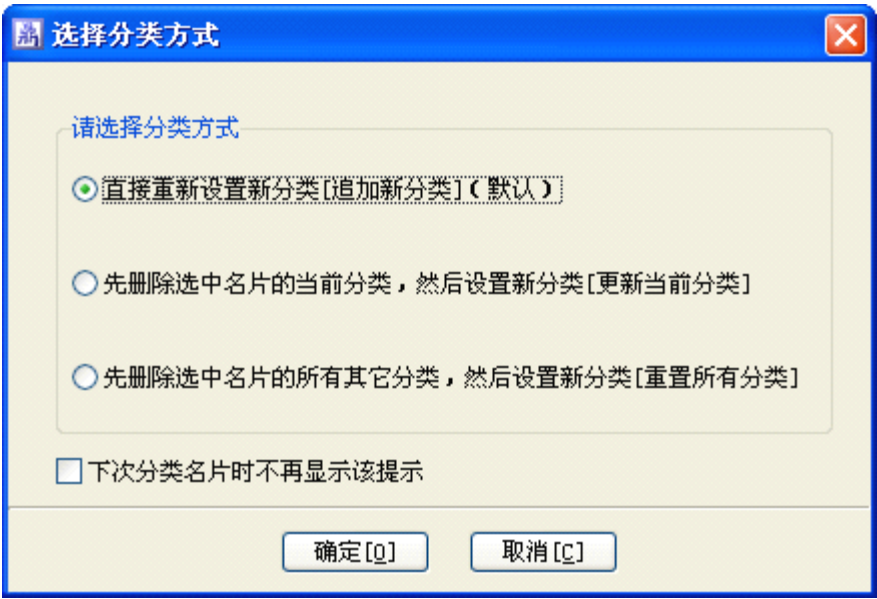 选择分类方式
请选择分类方式
直接重新设置新分类[追加新分类](默认)
先删除选中名片的当前分类，然后设置新分类[更新当前分类]
先删除选中名片的所有其它分类，然后设置新分类[重置所有分类]
下次分类名片时不再显示该提示
确定[O] 取消[C]